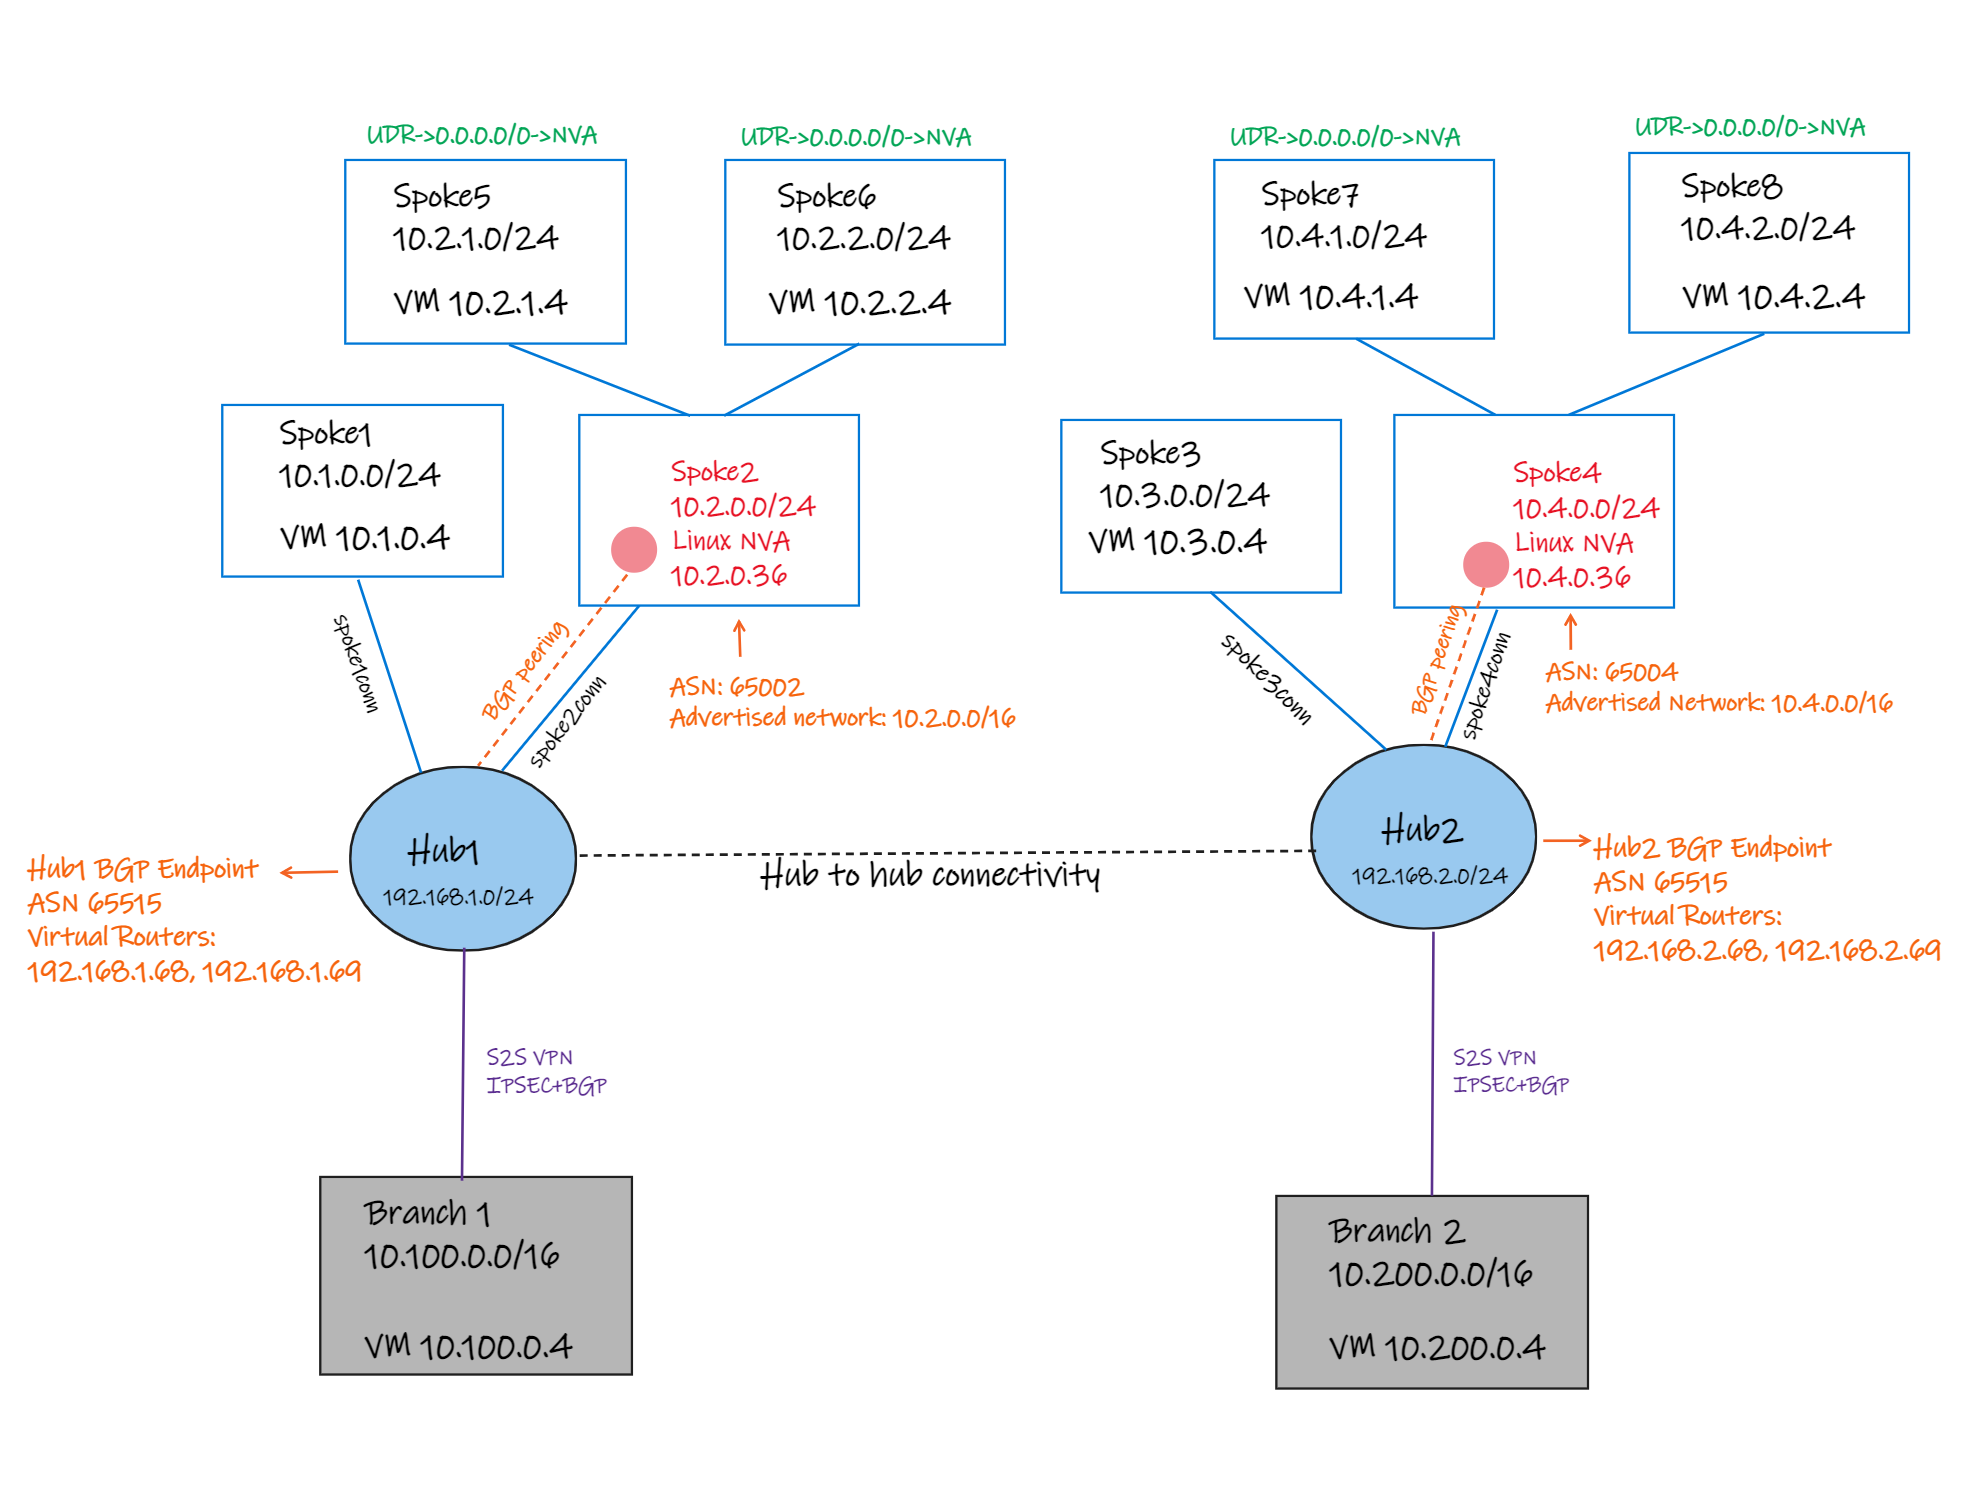 UDR->0.0.0.0/0->NVA
UDR->0.0.0.0/0->NVA
UDR->0.0.0.0/0->NVA
UDR->0.0.0.0/0->NVA
Spoke5
10.2.1.0/24
VM 10.2.1.4
Spoke6
10.2.2.0/24
VM 10.2.2.4
Spoke7
10.4.1.0/24
VM 10.4.1.4
Spoke8
10.4.2.0/24
VM 10.4.2.4
Spoke1
10.1.0.0/24
VM 10.1.0.4
Spoke2
10.2.0.0/24
Linux NVA
10.2.0.36
Spoke3
10.3.0.0/24
VM 10.3.0.4
Spoke4
10.4.0.0/24
Linux NVA
10.4.0.36
spoke1conn
BGP peering
spoke2conn
ASN: 65002
Advertised network: 10.2.0.0/16
spoke3conn
BGP peering
spoke4conn
ASN: 65004
Advertised Network: 10.4.0.0/16
Hub1 BGP Endpoint
ASN 65515
Virtual Routers:
192.168.1.68, 192.168.1.69
Hub1
192.168.1.0/24
Hub to hub connectivity
Hub2
192.168.2.0/24
Hub2 BGP Endpoint
ASN 65515
Virtual Routers:
192.168.2.68, 192.168.2.69
S2S VPN
IPSEC+BGP
S2S VPN
IPSEC+BGP
Branch 1
10.100.0.0/16
VM 10.100.0.4
Branch 2
10.200.0.0/16
VM 10.200.0.4